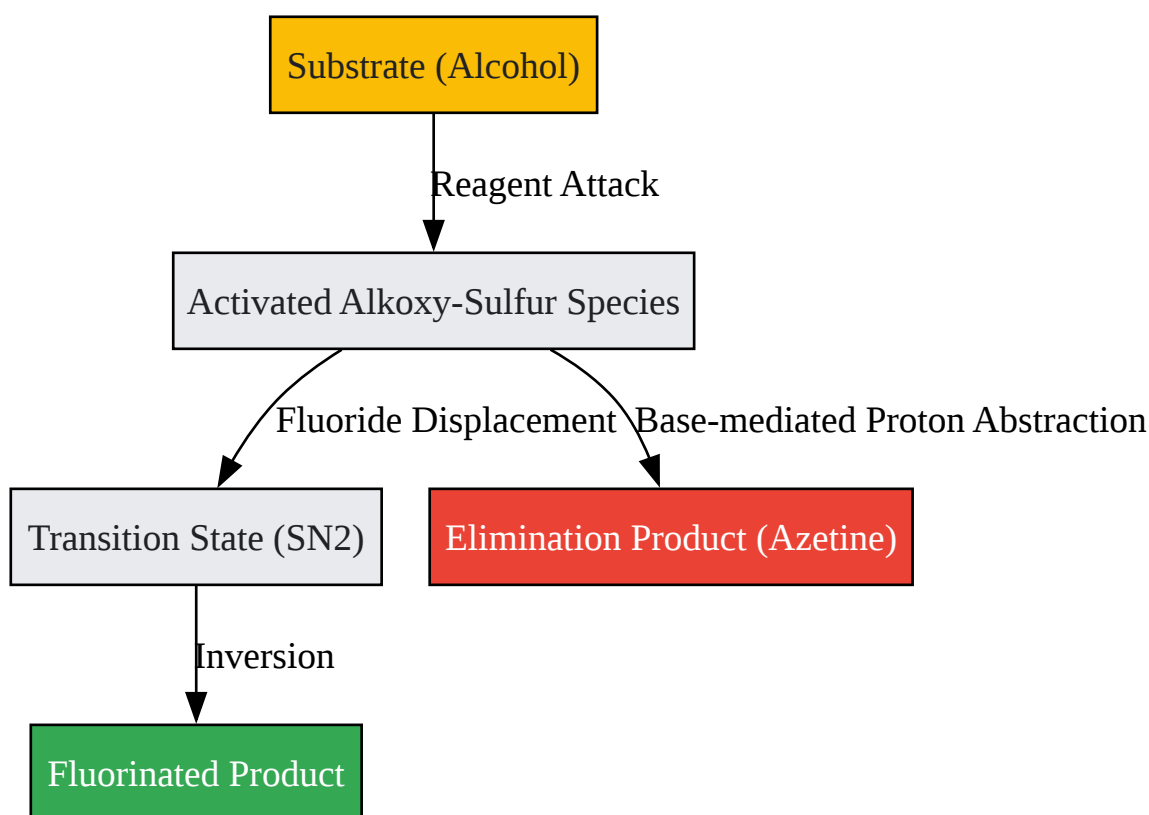 Substrate (Alcohol)
Reagent Attack
Activated Alkoxy-Sulfur Species
Fluoride Displacement
Base-mediated Proton Abstraction
Transition State (SN2)
Elimination Product (Azetine)
Inversion
Fluorinated Product